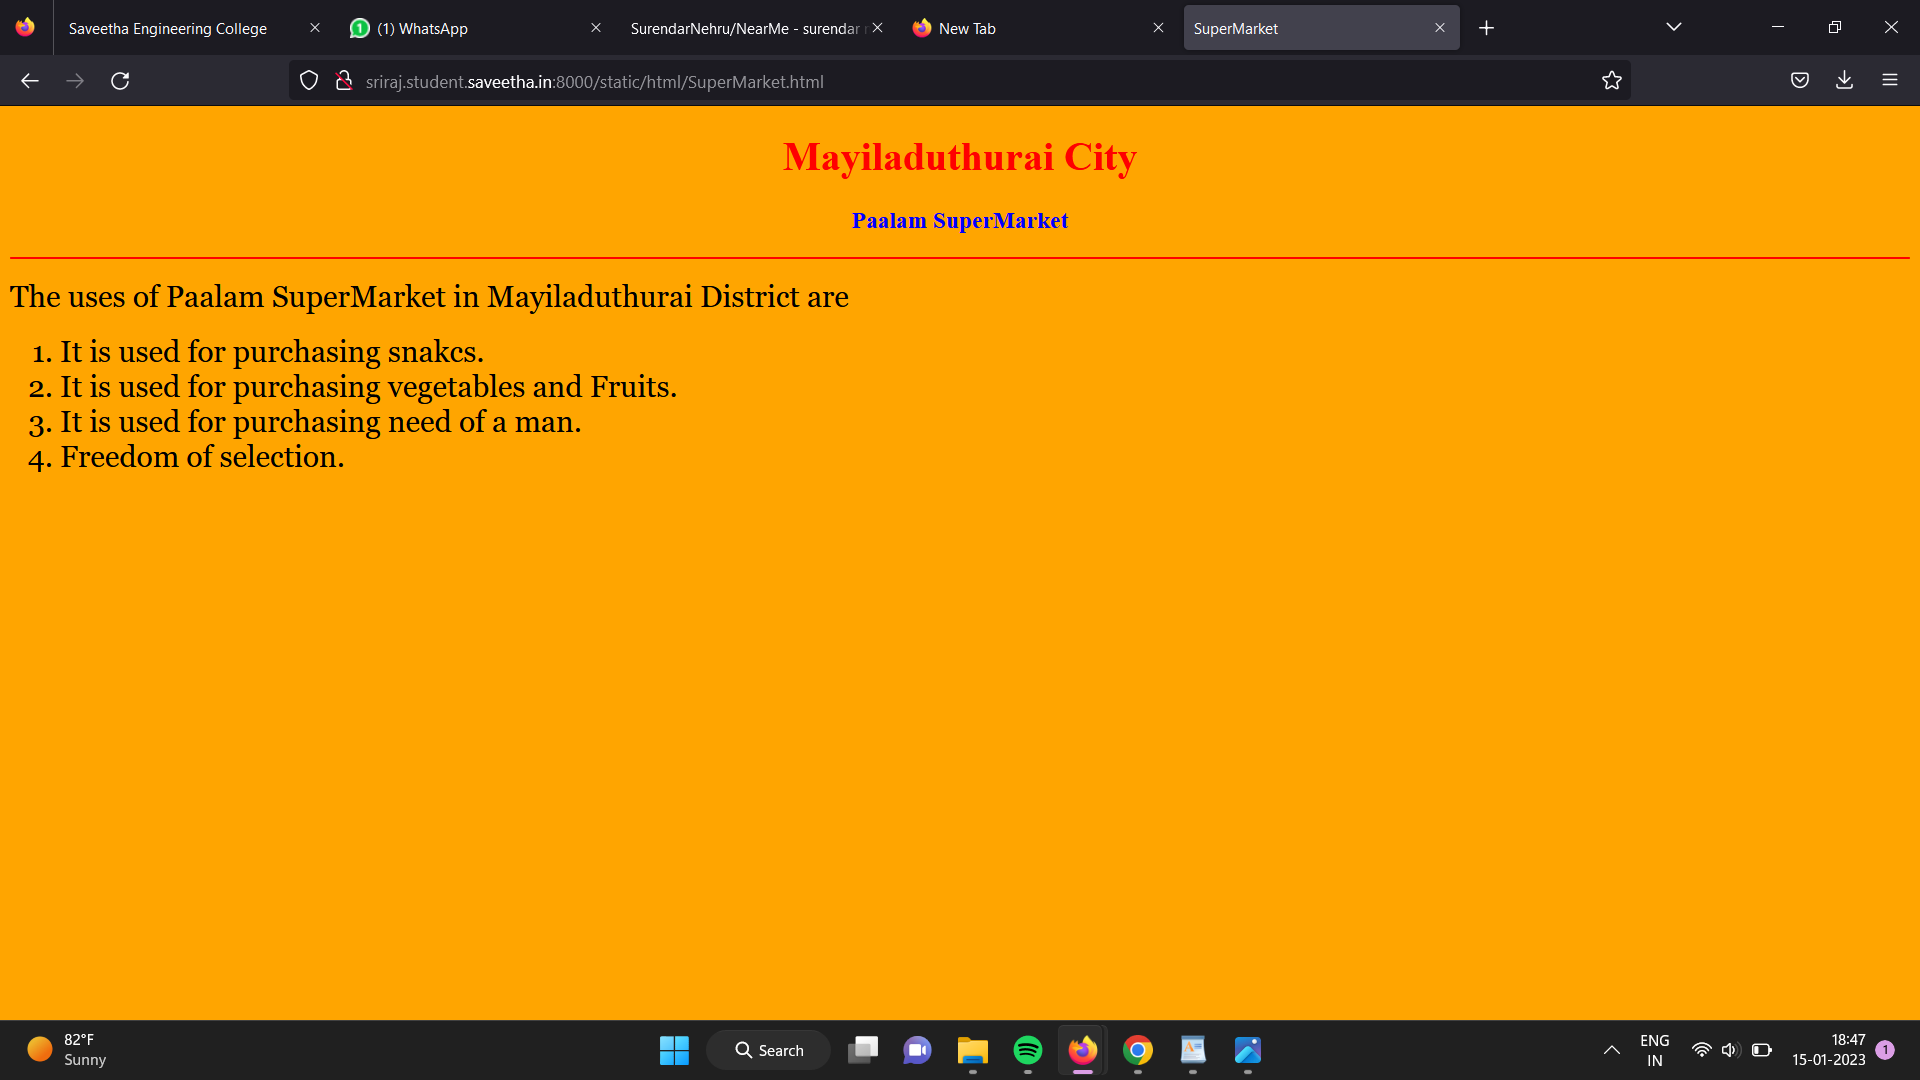 Saveetha Engineering College
(1) WhatsApp
SurendarNehru/NearMe - surendar
New Tab
SuperMarket
sriraj.student.saveetha.in:8000/static/html/SuperMarket.html
Mayiladuthurai City
Paalam SuperMarket
The uses of Paalam SuperMarket in Mayiladuthurai District are
1. It is used for purchasing snakcs.
2. It is used for purchasing vegetables and Fruits.
3. It is used for purchasing need of a man.
4. Freedom of selection.
82°F
Sunny
Search
ENG
IN
18:47
15-01-2023
1